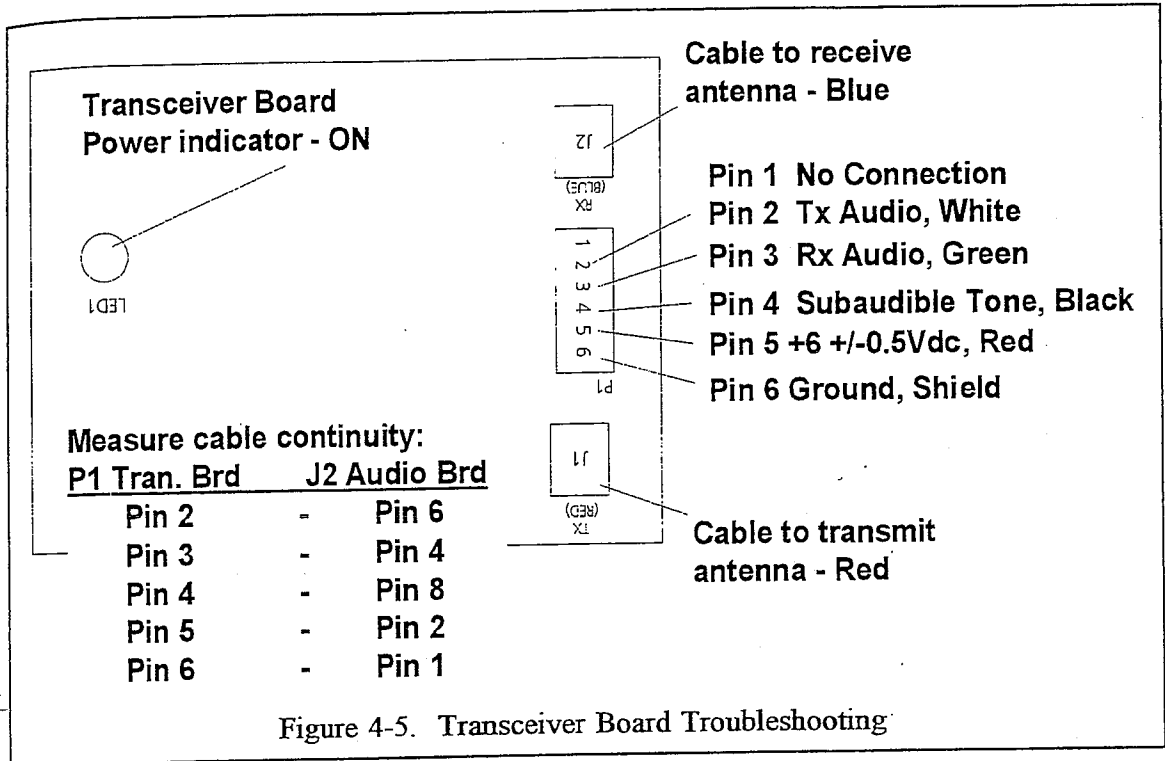 Cable to receive
antenna - Blue
Transceiver Board
Power indicator - ON
J2
(BLUE)
RX
LED1
1
2
3
4
5
6
P1
Pin 1 No Connection
Pin 2 Tx Audio, White
Pin 3 Rx Audio, Green
Pin 4 Subaudible Tone, Black
Pin 5 +6 +/-0.5Vdc, Red
Pin 6 Ground, Shield
Measure cable continuity:
P1 Tran. Brd J2 Audio Brd
Pin 2 - Pin 6
Pin 3 - Pin 4
Pin 4 - Pin 8
Pin 5 - Pin 2
Pin 6 - Pin 1
J1
(RED)
TX
Cable to transmit
antenna - Red
Figure 4-5. Transceiver Board Troubleshooting